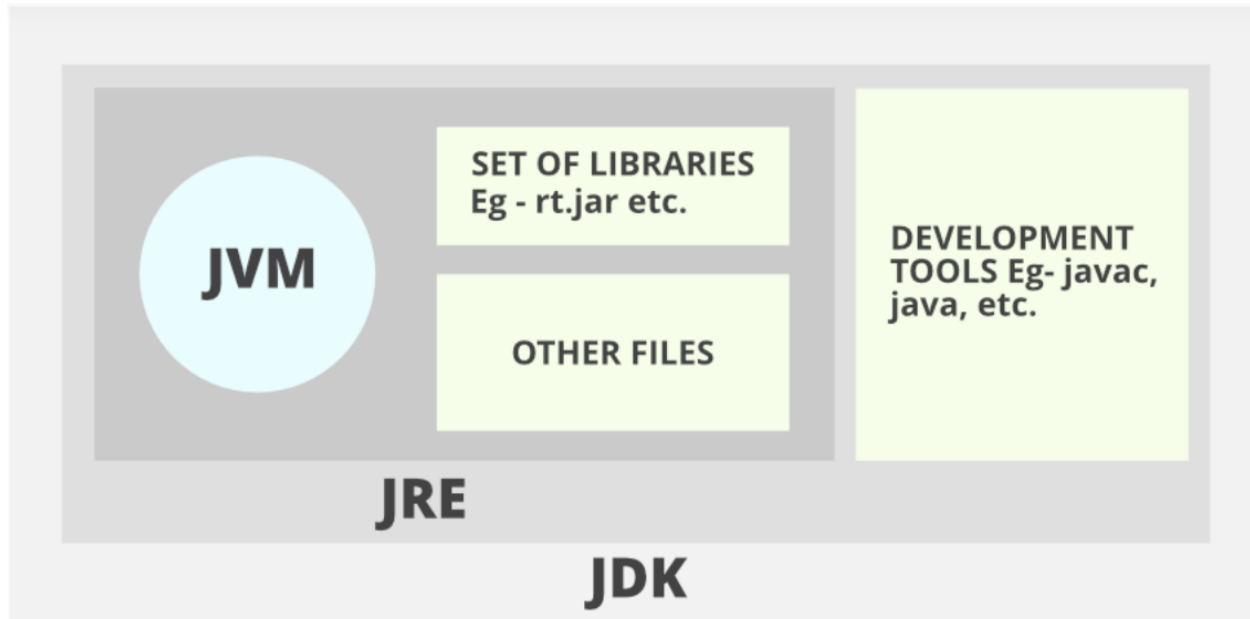 JVM
SET OF LIBRARIES
Eg - rt.jar etc.
OTHER FILES
DEVELOPMENT
TOOLS Eg- javac,
java, etc.
JRE
JDK